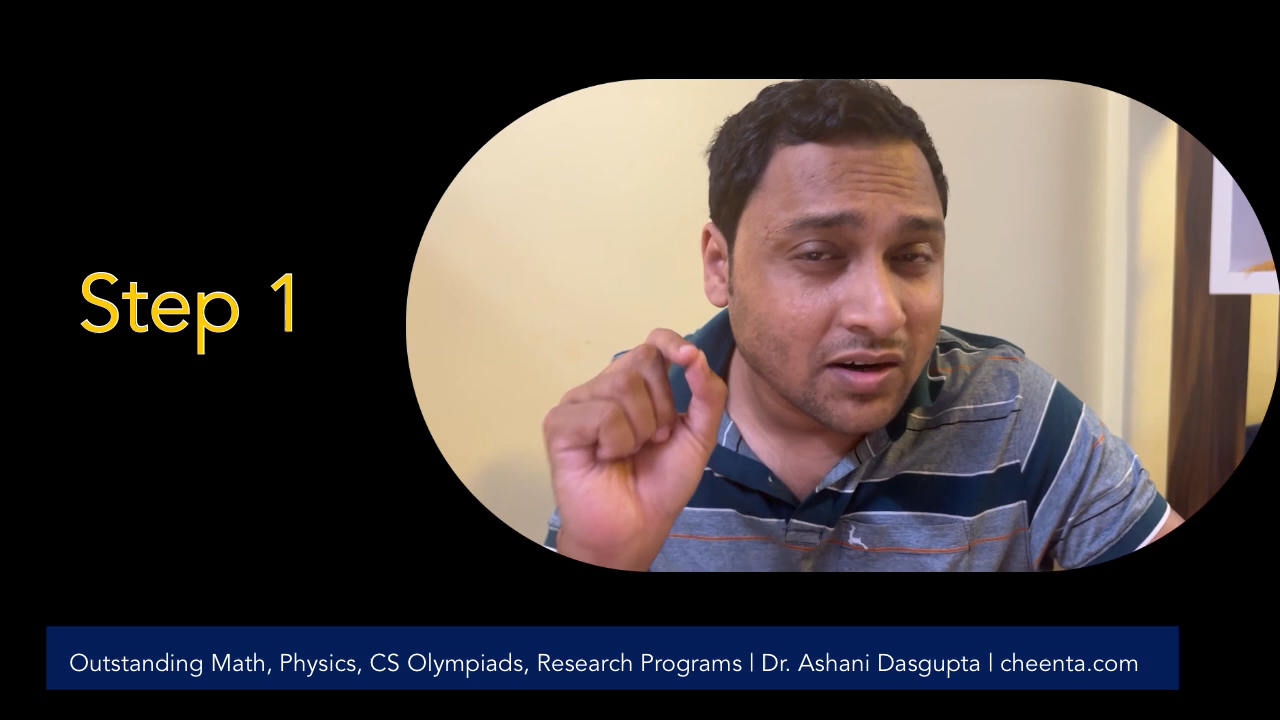 Step 1
Outstanding Math, Physics, CS Olympiads, Research Programs | Dr. Ashani Dasgupta | cheenta.com